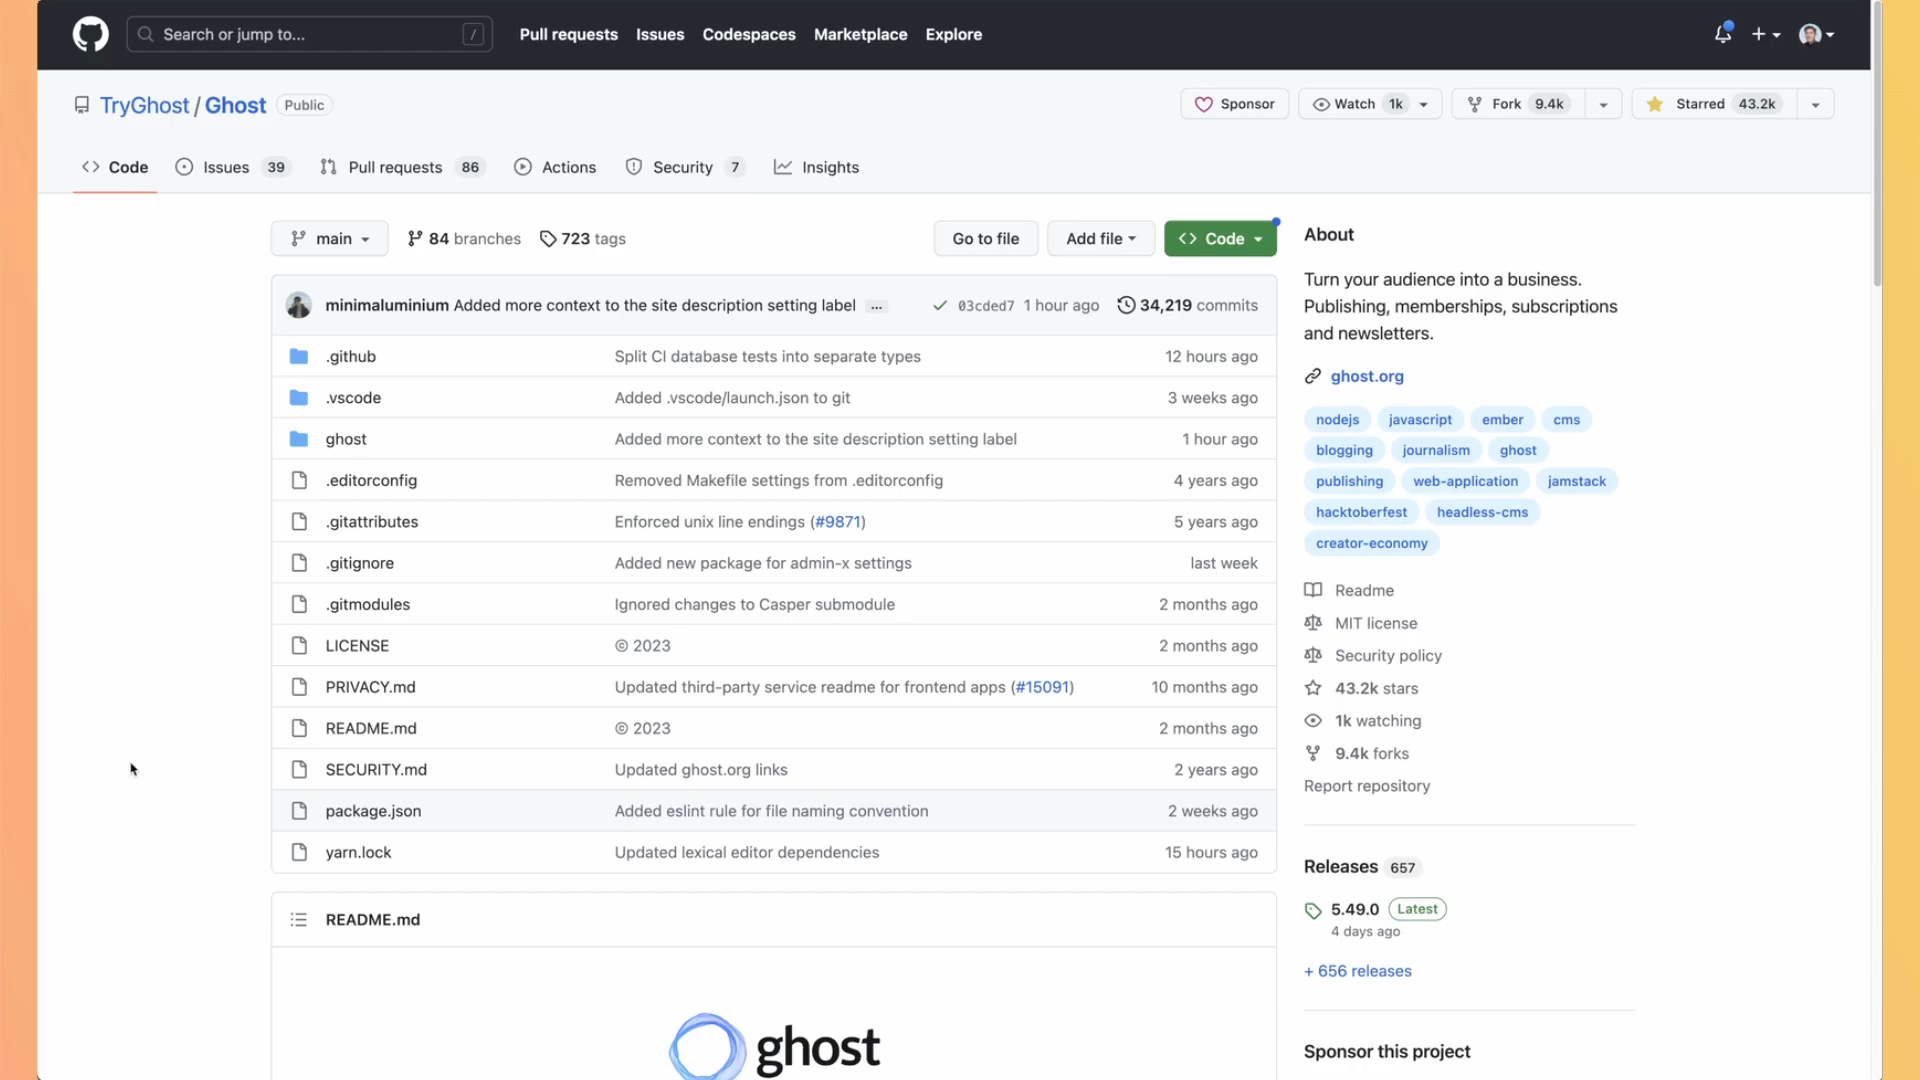 Search or jump to... /
Pull requests Issues Codespaces Marketplace Explore
TryGhost / Ghost Public
Sponsor Watch 1k Fork 9.4k Starred 43.2k
Code Issues 39 Pull requests 86 Actions Security 7 Insights
main 84 branches 723 tags Go to file Add file Code
minimaluminium Added more context to the site description setting label ... 03cded7 1 hour ago 34,219 commits
.github Split CI database tests into separate types 12 hours ago
.vscode Added .vscode/launch.json to git 3 weeks ago
ghost Added more context to the site description setting label 1 hour ago
.editorconfig Removed Makefile settings from .editorconfig 4 years ago
.gitattributes Enforced unix line endings (#9871) 5 years ago
.gitignore Added new package for admin-x settings last week
.gitmodules Ignored changes to Casper submodule 2 months ago
LICENSE © 2023 2 months ago
PRIVACY.md Updated third-party service readme for frontend apps (#15091) 10 months ago
README.md © 2023 2 months ago
SECURITY.md Updated ghost.org links 2 years ago
package.json Added eslint rule for file naming convention 2 weeks ago
yarn.lock Updated lexical editor dependencies 15 hours ago
README.md
ghost
About
Turn your audience into a business.
Publishing, memberships, subscriptions
and newsletters.
ghost.org
nodejs javascript ember cms
blogging journalism ghost
publishing web-application jamstack
hacktoberfest headless-cms
creator-economy
Readme
MIT license
Security policy
43.2k stars
1k watching
9.4k forks
Report repository
Releases 657
5.49.0 Latest
4 days ago
+ 656 releases
Sponsor this project